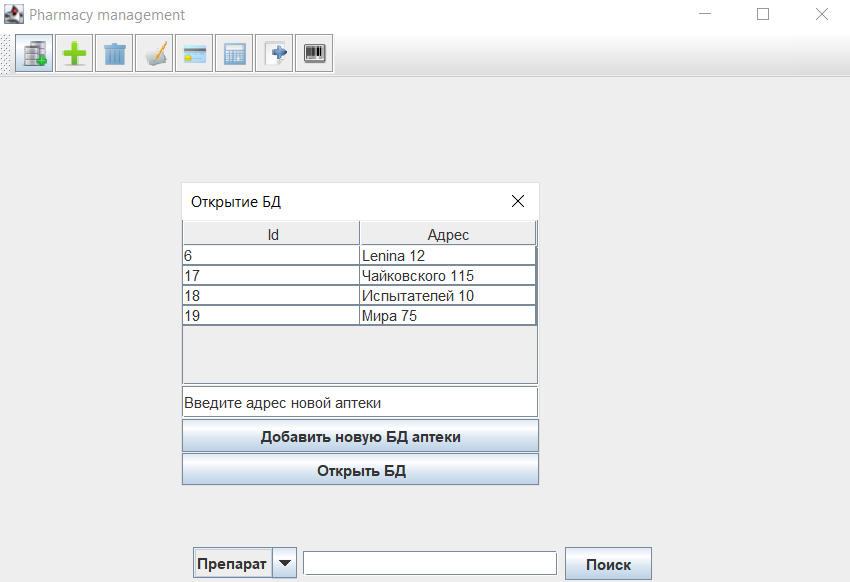 Pharmacy management
Открытие БД
Id Адрес
6 Lenina 12
17 Чайковского 115
18 Испытателей 10
19 Мира 75
Введите адрес новой аптеки
Добавить новую БД аптеки
Открыть БД
Препарат Поиск